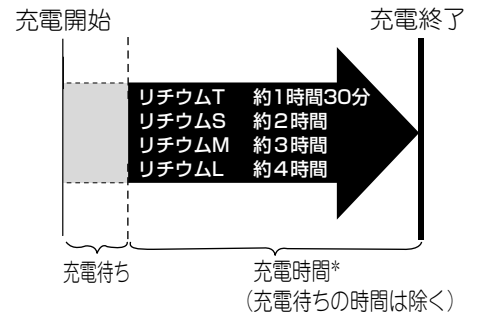 充電開始 充電終了
リチウムT 約1時間30分
リチウムS 約2時間
リチウムM 約3時間
リチウムL 約4時間
充電待ち 充電時間*
(充電待ちの時間は除く)